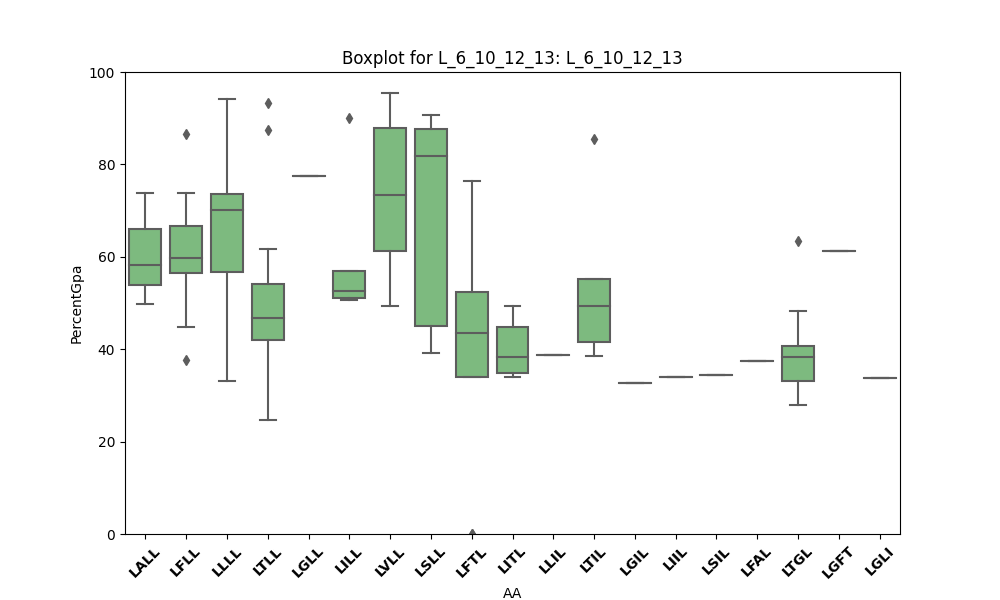 Boxplot for L_6_10_12_13: L_6_10_12_13
100
80
60
40
20
0
PercentGpa
LALL LFLL LLLL LTLL LGLL LILL LVLL LSLL LFTL LITL LLIL LTIL LGIL LIIL LSIL LFAL LTGL LGFT LGLI
AA